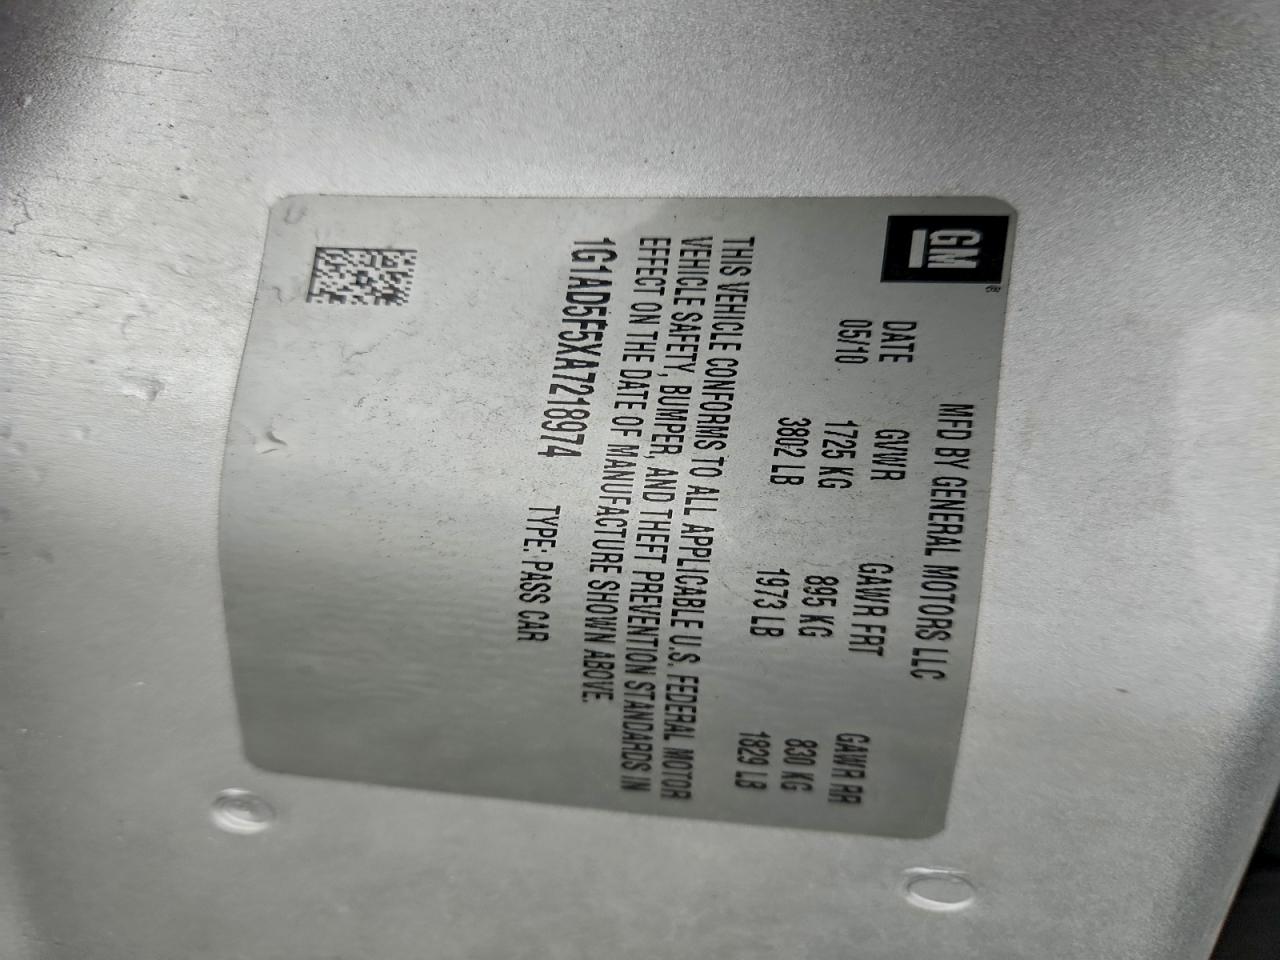 GM®
MFD BY GENERAL MOTORS LLC
DATE GVWR GAWR FRT GAWR RR
05/10 1725 KG 895 KG 830 KG
3802 LB 1973 LB 1829 LB
THIS VEHICLE CONFORMS TO ALL APPLICABLE U.S. FEDERAL MOTOR
VEHICLE SAFETY, BUMPER, AND THEFT PREVENTION STANDARDS IN
EFFECT ON THE DATE OF MANUFACTURE SHOWN ABOVE.
1G1AD5F5XA7218974 TYPE: PASS CAR